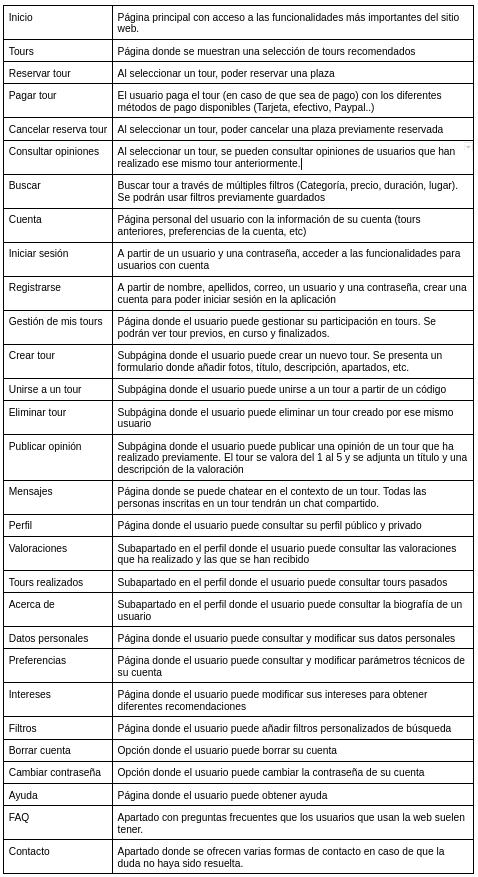 Inicio
Página principal con acceso a las funcionalidades más importantes del sitio
web.
Tours
Página donde se muestran una selección de tours recomendados
Reservar tour
Al seleccionar un tour, poder reservar una plaza
Pagar tour
El usuario paga el tour (en caso de que sea de pago) con los diferentes
métodos de pago disponibles (Tarjeta, efectivo, Paypal..)
Cancelar reserva tour
Al seleccionar un tour, poder cancelar una plaza previamente reservada
Consultar opiniones
Al seleccionar un tour, se pueden consultar opiniones de usuarios que han
realizado ese mismo tour anteriormente.
Buscar
Buscar tour a través de múltiples filtros (Categoría, precio, duración, lugar).
Se podrán usar filtros previamente guardados
Cuenta
Página personal del usuario con la información de su cuenta (tours
anteriores, preferencias de la cuenta, etc)
Iniciar sesión
A partir de un usuario y una contraseña, acceder a las funcionalidades para
usuarios con cuenta
Registrarse
A partir de nombre, apellidos, correo, un usuario y una contraseña, crear una
cuenta para poder iniciar sesión en la aplicación
Gestión de mis tours
Página donde el usuario puede gestionar su participación en tours. Se
podrán ver tour previos, en curso y finalizados.
Crear tour
Subpágina donde el usuario puede crear un nuevo tour. Se presenta un
formulario donde añadir fotos, título, descripción, apartados, etc.
Unirse a un tour
Subpágina donde el usuario puede unirse a un tour a partir de un código
Eliminar tour
Subpágina donde el usuario puede eliminar un tour creado por ese mismo
usuario
Publicar opinión
Subpágina donde el usuario puede publicar una opinión de un tour que ha
realizado previamente. El tour se valora del 1 al 5 y se adjunta un título y una
descripción de la valoración
Mensajes
Página donde se puede chatear en el contexto de un tour. Todas las
personas inscritas en un tour tendrán un chat compartido.
Perfil
Página donde el usuario puede consultar su perfil público y privado
Valoraciones
Subapartado en el perfil donde el usuario puede consultar las valoraciones
que ha realizado y las que se han recibido
Tours realizados
Subapartado en el perfil donde el usuario puede consultar tours pasados
Acerca de
Subapartado en el perfil donde el usuario puede consultar la biografía de un
usuario
Datos personales
Página donde el usuario puede consultar y modificar sus datos personales
Preferencias
Página donde el usuario puede consultar y modificar parámetros técnicos de
su cuenta
Intereses
Página donde el usuario puede modificar sus intereses para obtener
diferentes recomendaciones
Filtros
Página donde el usuario puede añadir filtros personalizados de búsqueda
Borrar cuenta
Opción donde el usuario puede borrar su cuenta
Cambiar contraseña
Opción donde el usuario puede cambiar la contraseña de su cuenta
Ayuda
Página donde el usuario puede obtener ayuda
FAQ
Apartado con preguntas frecuentes que los usuarios que usan la web suelen
tener.
Contacto
Apartado donde se ofrecen varias formas de contacto en caso de que la
duda no haya sido resuelta.